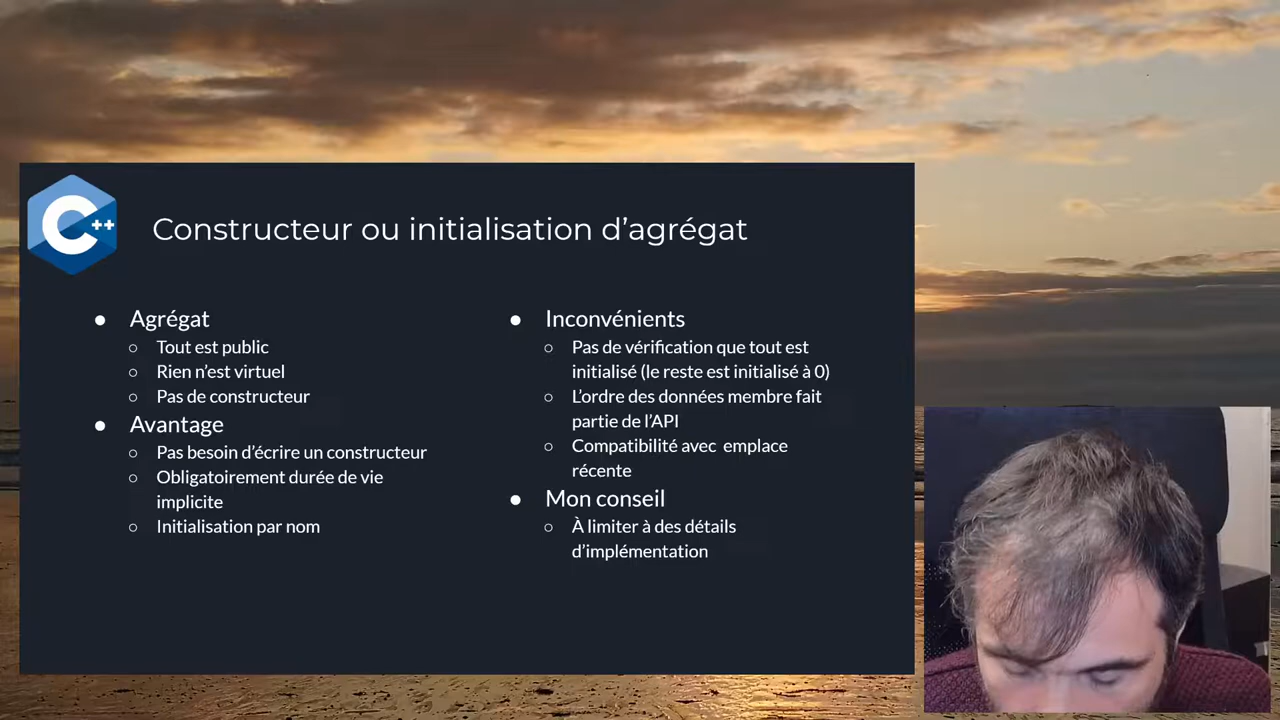 C++
Constructeur ou initialisation d'agrégat
● Agrégat
○ Tout est public
○ Rien n'est virtuel
○ Pas de constructeur
● Avantage
○ Pas besoin d'écrire un constructeur
○ Obligatoirement durée de vie
implicite
○ Initialisation par nom
● Inconvénients
○ Pas de vérification que tout est
initialisé (le reste est initialisé à 0)
○ L'ordre des données membre fait
partie de l'API
○ Compatibilité avec emplace
récente
● Mon conseil
○ À limiter à des détails
d'implémentation